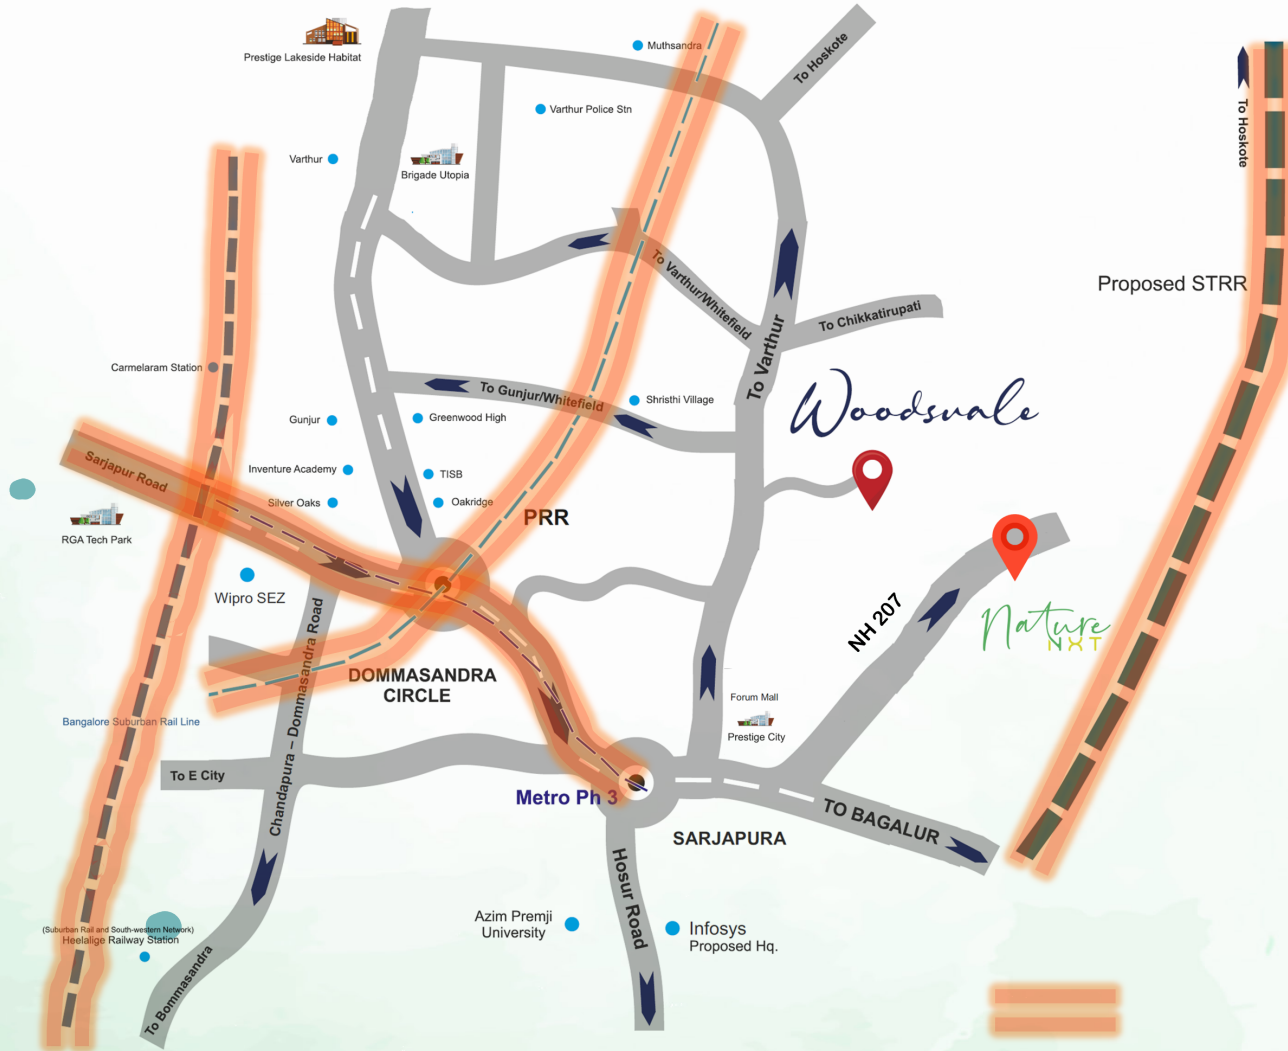 Prestige Lakeside Habitat
Muthsandra
To Hoskote
To Hoskote
Varthur Police Stn
Varthur
Brigade Utopia
To Varthur/Whitefield
Proposed STRR
To Chikkatirupati
To Varthur
Carmelaram Station
To Gunjur/Whitefield
Shristhi Village
Woodsvale
Gunjur
Greenwood High
Sarjapur Road
Inventure Academy
TISB
Silver Oaks
Oakridge
PRR
RGA Tech Park
Wipro SEZ
NH 207
Nature
NXT
Chandapura – Dommasandra Road
DOMMASANDRA
CIRCLE
Forum Mall
Prestige City
Bangalore Suburban Rail Line
To E City
Metro Ph 3
TO BAGALUR
SARJAPURA
Hosur Road
Azim Premji
University
Infosys
Proposed Hq.
(Suburban Rail and South-western Network)
Heelalige Railway Station
To Bommasandra